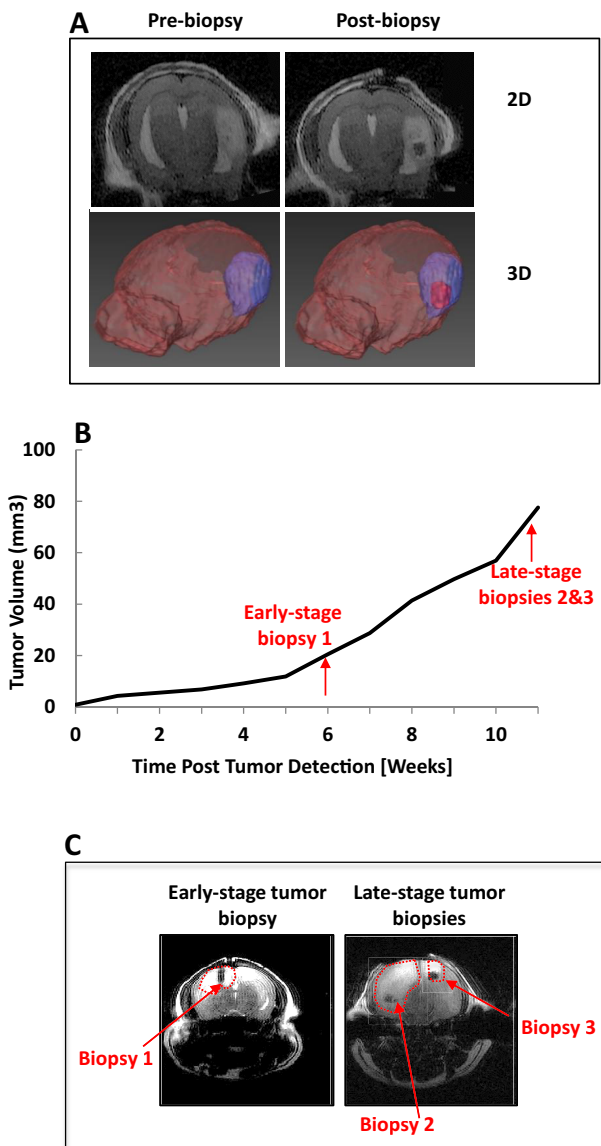 A
Pre-biopsy Post-biopsy
2D
3D
B
100
80
60
40
20
0
Tumor Volume (mm3)
Early-stage
biopsy 1
Late-stage
biopsies 2&3
0 2 4 6 8 10
Time Post Tumor Detection [Weeks]
C
Early-stage tumor
biopsy
Late-stage tumor
biopsies
Biopsy 1
Biopsy 3
Biopsy 2